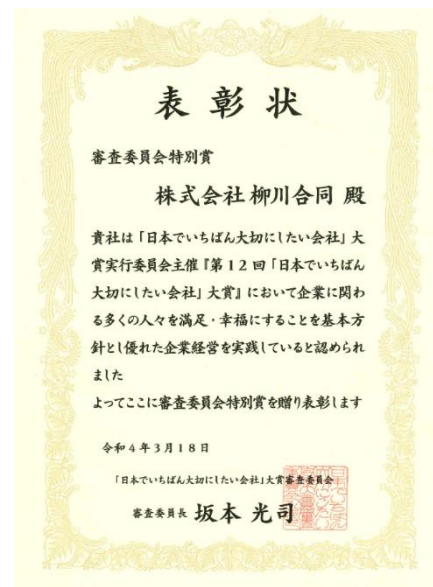 表彰状
審査委員会特別賞
株式会社柳川合同 殿
貴社は「日本でいちばん大切にしたい会社」大
賞実行委員会主催『第12回「日本でいちばん
大切にしたい会社」大賞』において企業に関わ
る多くの人々を満足・幸福にすることを基本方
針とし優れた企業経営を実践していると認められ
ました
よってここに審査委員会特別賞を贈り表彰します
令和4年3月18日
「日本でいちばん大切にしたい会社」大賞審査委員会
審査委員長 坂本 光司